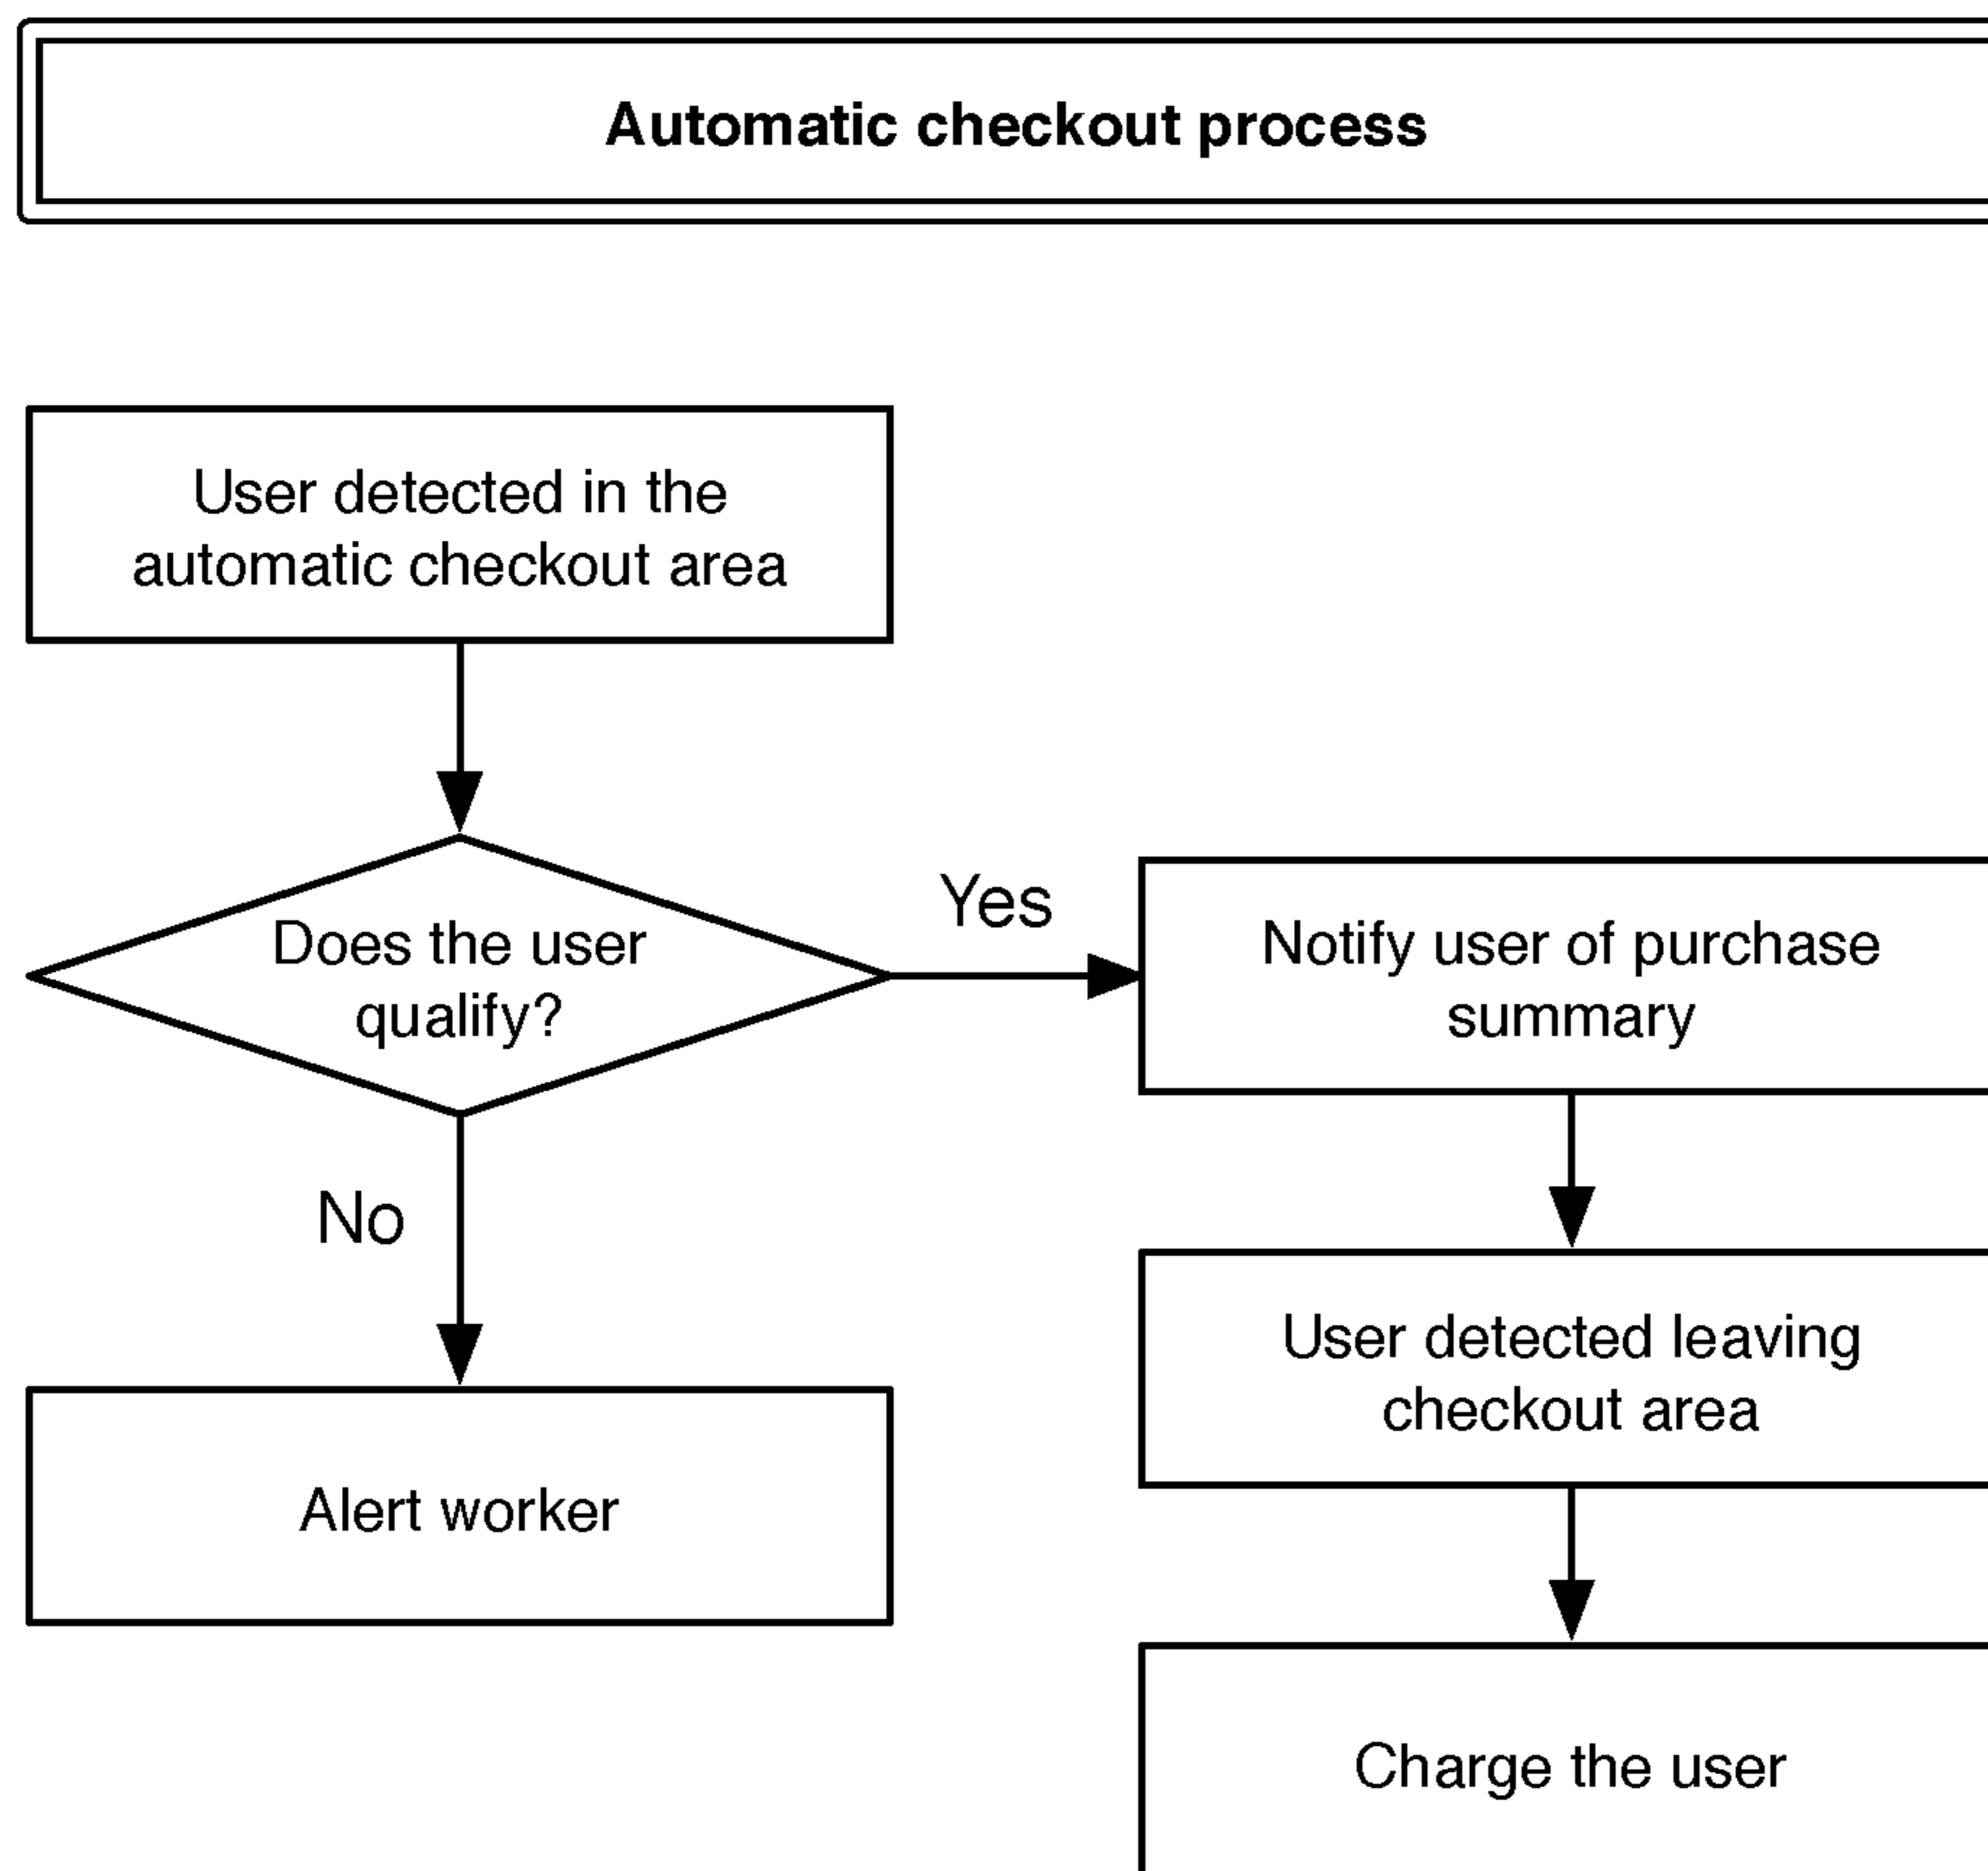 Automatic checkout process
User detected in the
automatic checkout area
Does the user
qualify?
Yes
Notify user of purchase
summary
No
User detected leaving
checkout area
Alert worker
Charge the user